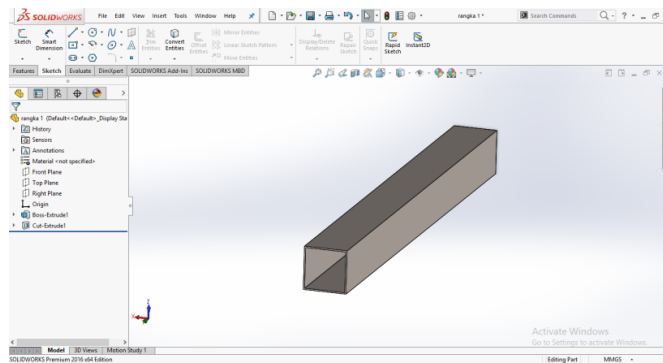 SOLIDWORKS File Edit View Insert Tools Window Help rangka 1 * Search Commands ?
Sketch Smart Dimension Trim Entities Convert Entities Offset Entities Mirror Entities Linear Sketch Pattern Move Entities Display/Delete Relations Repair Sketch Quick Snaps Rapid Sketch Instant2D
Features Sketch Evaluate DimXpert SOLIDWORKS Add-Ins SOLIDWORKS MBD
rangka 1 (Default<<Default>_Display Sta
History
Sensors
Annotations
Material <not specified>
Front Plane
Top Plane
Right Plane
Origin
Boss-Extrude1
Cut-Extrude1
Z
X
Activate Windows
Go to Settings to activate Windows.
Model 3D Views Motion Study 1
SOLIDWORKS Premium 2016 x64 Edition Editing Part MMGS